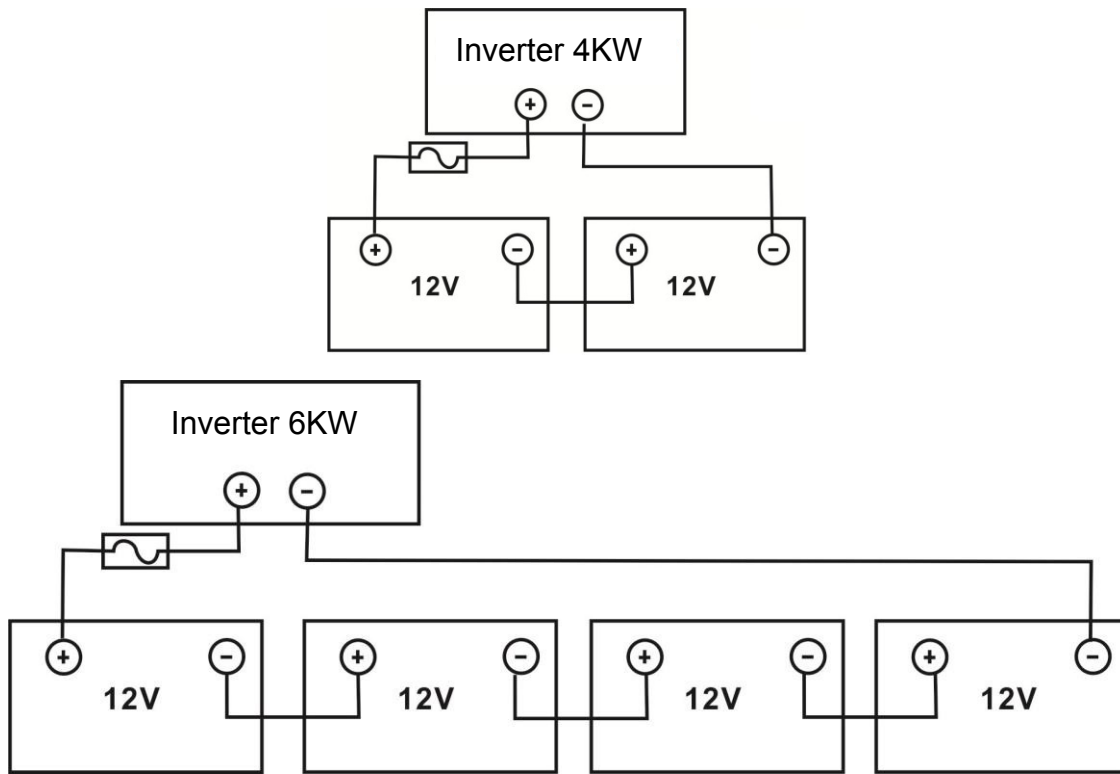 Inverter 4KW
+ -
+ - + -
12V 12V
Inverter 6KW
+ -
+ - + - + - + -
12V 12V 12V 12V